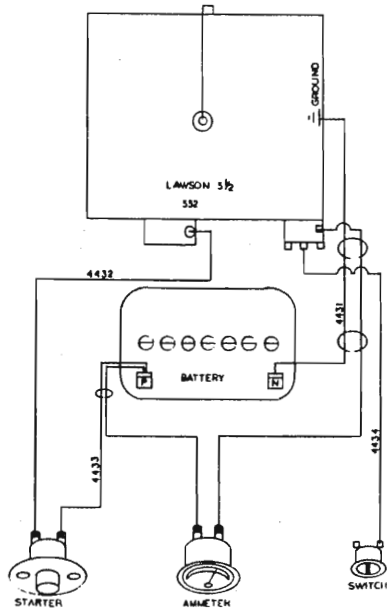 GROUND
LAWSON 5½
552
4432
4431
BATTERY
P
N
4433
4434
STARTER
AMMETER
SWITCH